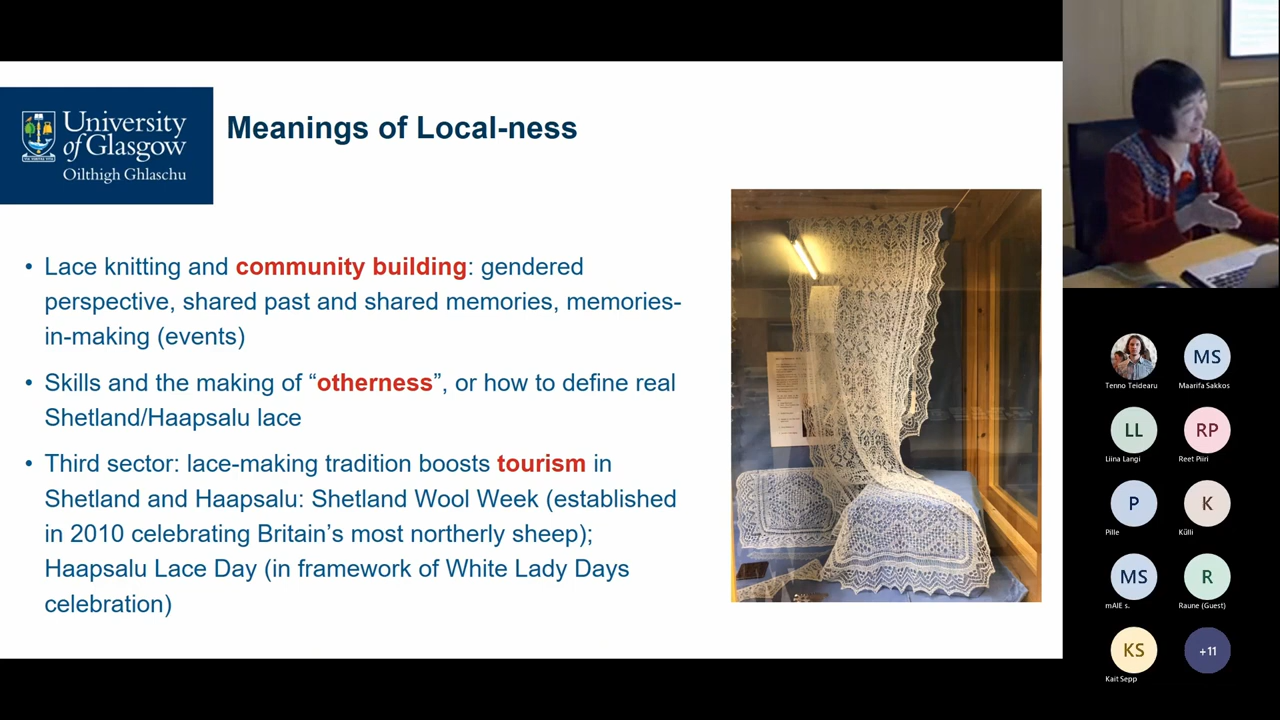 University
of Glasgow
Oilthigh Ghlaschu
Meanings of Local-ness
• Lace knitting and community building: gendered
perspective, shared past and shared memories, memories-
in-making (events)
• Skills and the making of “otherness”, or how to define real
Shetland/Haapsalu lace
• Third sector: lace-making tradition boosts tourism in
Shetland and Haapsalu: Shetland Wool Week (established
in 2010 celebrating Britain’s most northerly sheep);
Haapsalu Lace Day (in framework of White Lady Days
celebration)
Tenno Teidearu
MS
Maarifa Sakkos
LL
Liina Langi
RP
Reet Piiri
P
Pille
K
Külli
MS
mAIE s.
R
Raune (Guest)
KS
Kait Sepp
+11